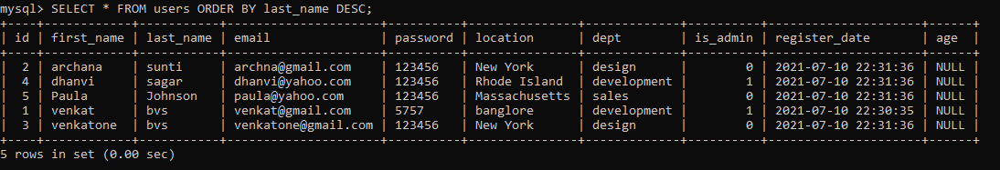 mysql> SELECT * FROM users ORDER BY last_name DESC;
+----+------------+-----------+---------------------+----------+---------------+-------------+----------+---------------------+------+
| id | first_name | last_name | email               | password | location      | dept        | is_admin | register_date       | age  |
+----+------------+-----------+---------------------+----------+---------------+-------------+----------+---------------------+------+
|  2 | archana    | sunti     | archna@gmail.com    | 123456   | New York      | design      |        0 | 2021-07-10 22:31:36 | NULL |
|  4 | dhanvi     | sagar     | dhanvi@yahoo.com    | 123456   | Rhode Island  | development |        1 | 2021-07-10 22:31:36 | NULL |
|  5 | Paula      | Johnson   | paula@yahoo.com     | 123456   | Massachusetts | sales       |        0 | 2021-07-10 22:31:36 | NULL |
|  1 | venkat     | bvs       | venkat@gmail.com    | 5757     | banglore      | development |        1 | 2021-07-10 22:30:35 | NULL |
|  3 | venkatone  | bvs       | venkatone@gmail.com | 123456   | New York      | design      |        0 | 2021-07-10 22:31:36 | NULL |
+----+------------+-----------+---------------------+----------+---------------+-------------+----------+---------------------+------+
5 rows in set (0.00 sec)